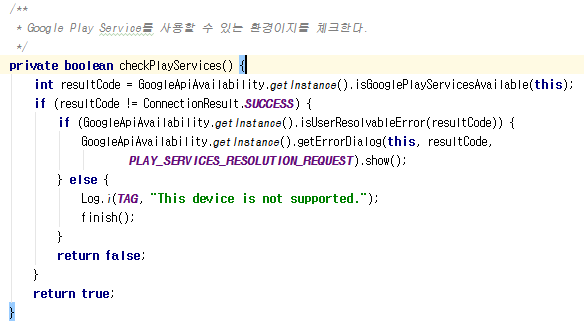 /**
 * Google Play Service를 사용할 수 있는 환경이지를 체크한다.
 */
private boolean checkPlayServices() {
    int resultCode = GoogleApiAvailability.getInstance().isGooglePlayServicesAvailable(this);
    if (resultCode != ConnectionResult.SUCCESS) {
        if (GoogleApiAvailability.getInstance().isUserResolvableError(resultCode)) {
            GoogleApiAvailability.getInstance().getErrorDialog(this, resultCode,
                    PLAY_SERVICES_RESOLUTION_REQUEST).show();
        } else {
            Log.i(TAG, "This device is not supported.");
            finish();
        }
        return false;
    }
    return true;
}